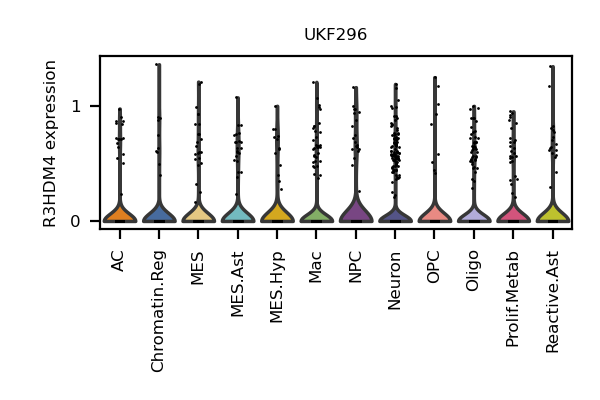 UKF296
R3HDM4 expression
1
0
AC
Chromatin.Reg
MES
MES.Ast
MES.Hyp
Mac
NPC
Neuron
OPC
Oligo
Prolif.Metab
Reactive.Ast